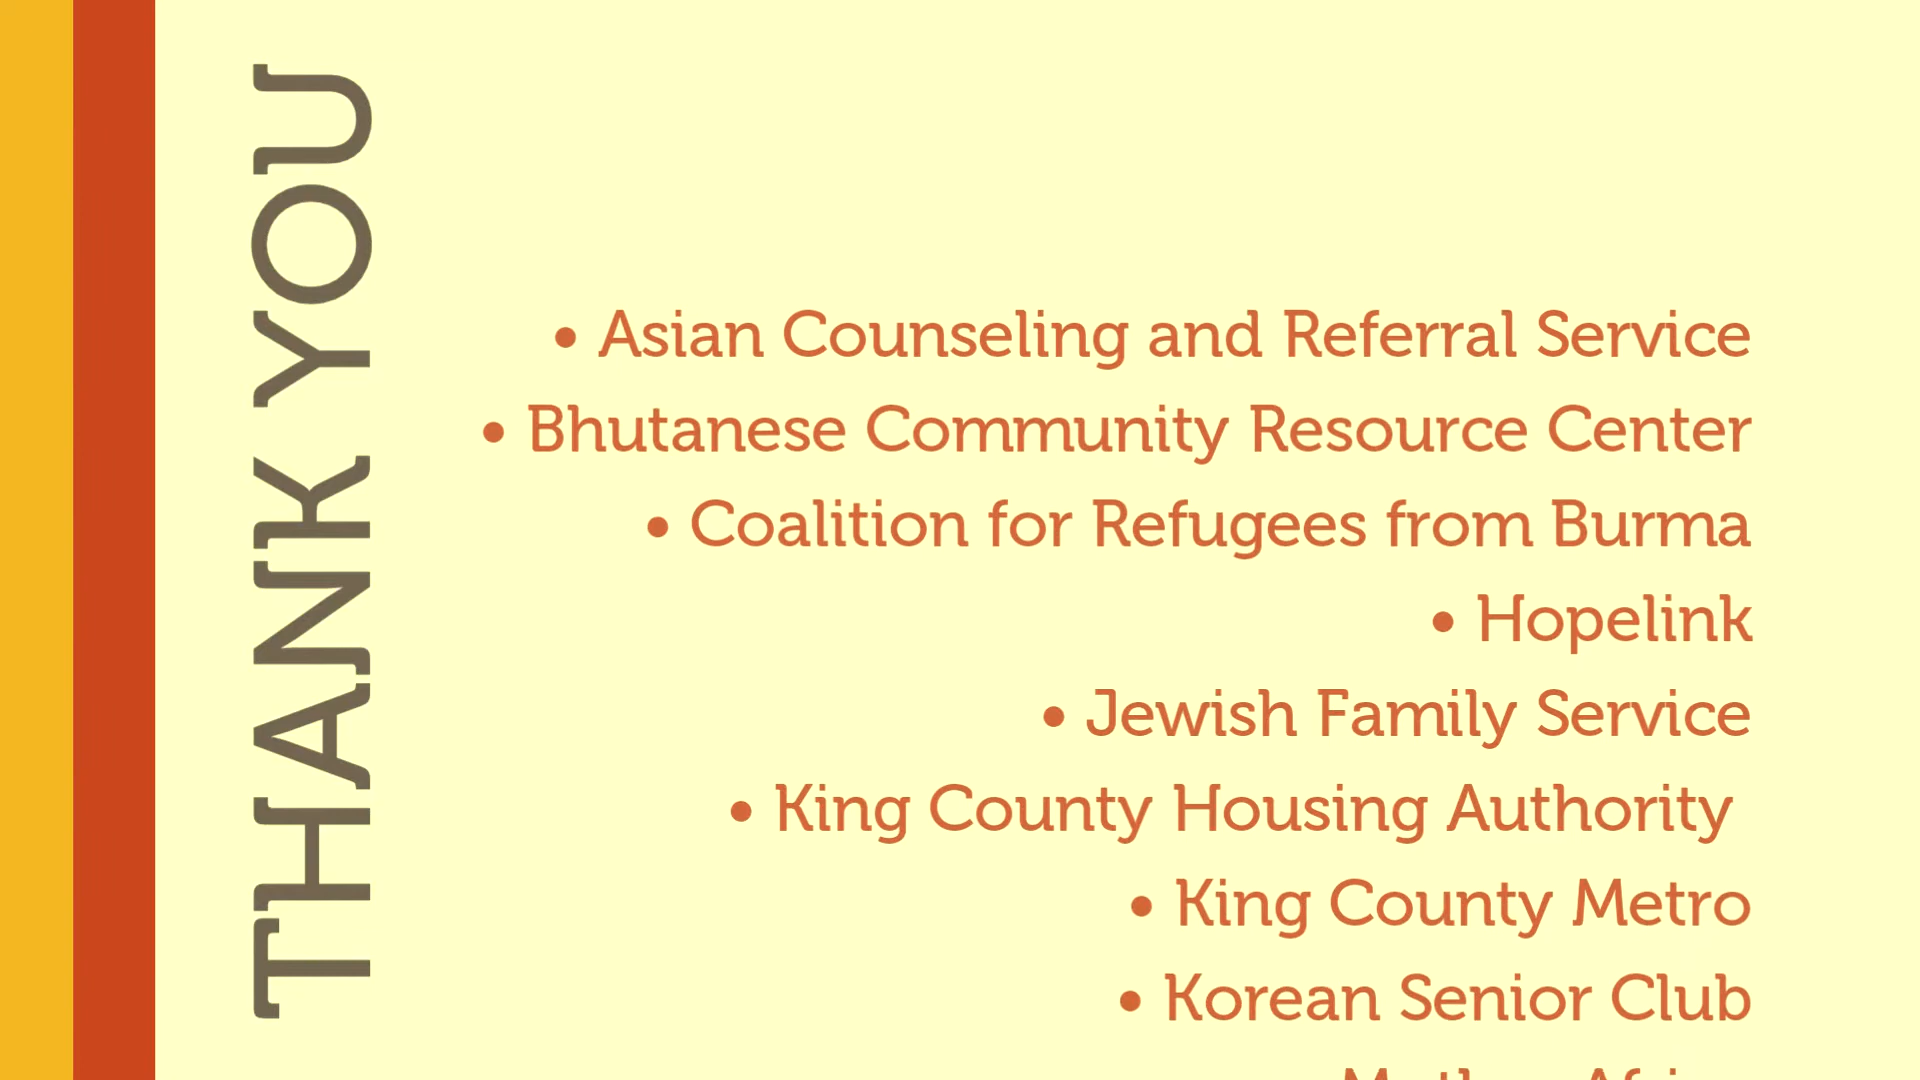 THANK YOU
• Asian Counseling and Referral Service
• Bhutanese Community Resource Center
• Coalition for Refugees from Burma
• Hopelink
• Jewish Family Service
• King County Housing Authority
• King County Metro
• Korean Senior Club